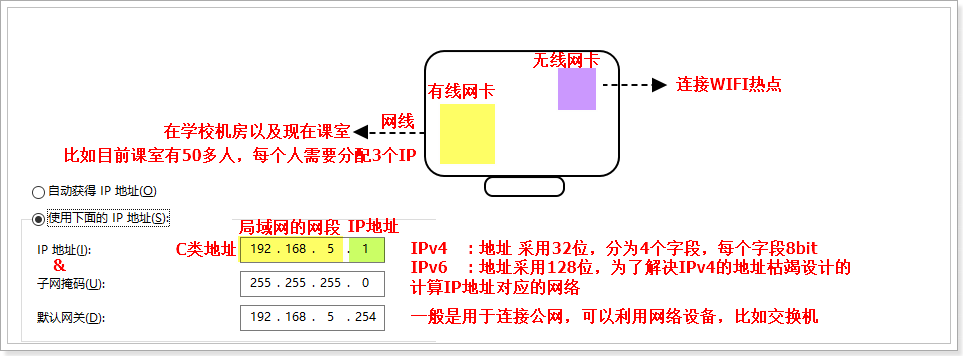 无线网卡
连接WIFI热点
有线网卡
网线
在学校机房以及现在课室
比如目前课室有50多人，每个人需要分配3个IP
自动获得 IP 地址(O)
使用下面的 IP 地址(S):
局域网的网段 IP地址
IP 地址(I): C类地址 192 . 168 . 5 . 1 IPv4 ：地址 采用32位，分为4个字段，每个字段8bit
& IPv6 ：地址采用128位，为了解决IPv4的地址枯竭设计的
子网掩码(U): 255 . 255 . 255 . 0 计算IP地址对应的网络
默认网关(D): 192 . 168 . 5 . 254 一般是用于连接公网，可以利用网络设备，比如交换机